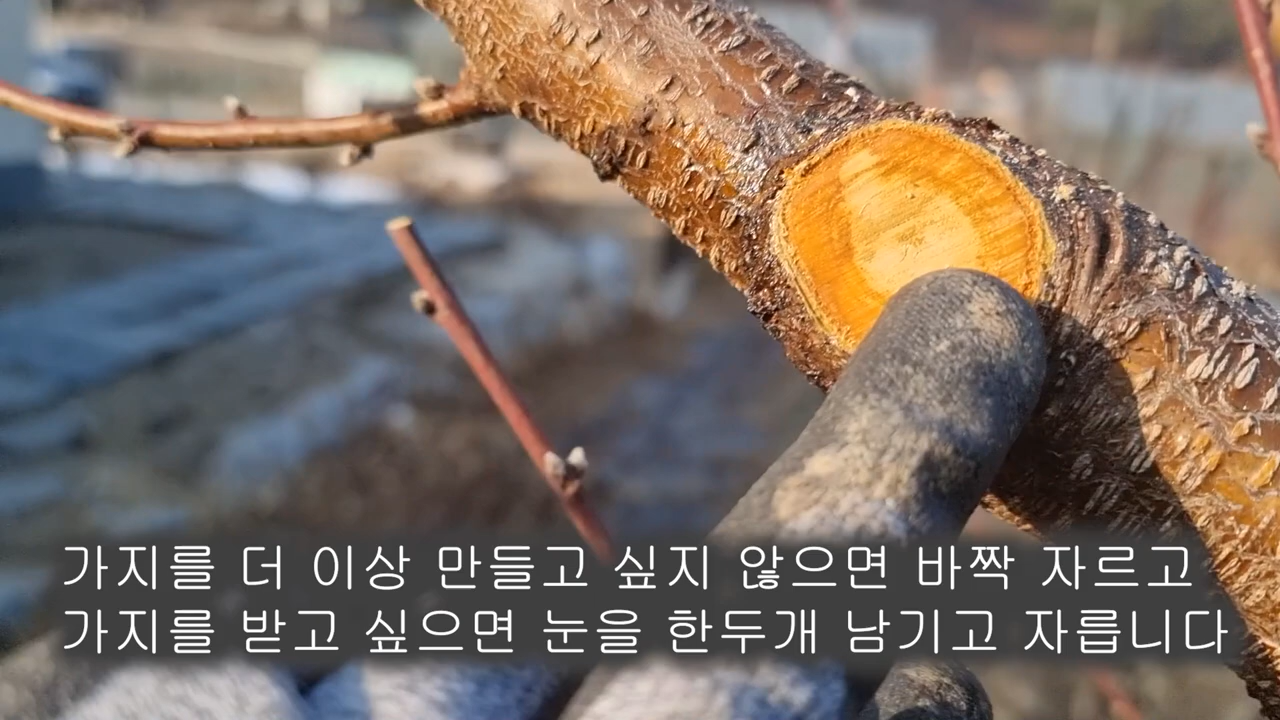 가지를 더 이상 만들고 싶지 않으면 바짝 자르고
가지를 받고 싶으면 눈을 한두개 남기고 자릅니다